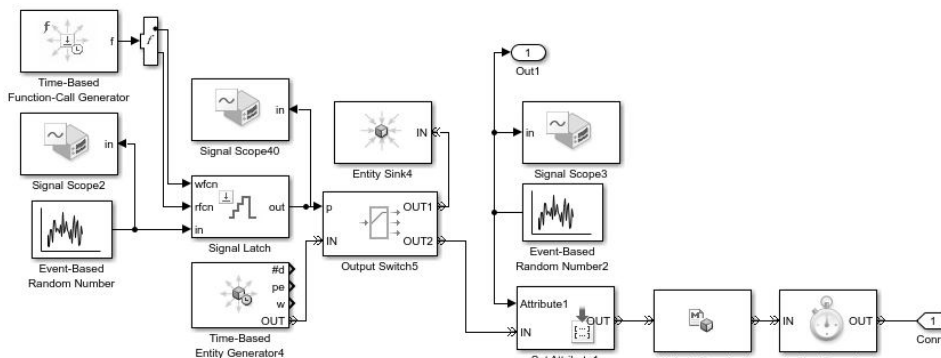 f
f
Time-Based
Function-Call Generator
in
Signal Scope2
in
Signal Scope40
Event-Based
Random Number
wfcn
rfcn
in
out
Signal Latch
#d
pe
w
OUT
Time-Based
Entity Generator4
IN
Entity Sink4
p
IN
OUT1
OUT2
Output Switch5
1
Out1
in
Signal Scope3
Event-Based
Random Number2
Attribute1
IN
OUT
M
IN
OUT
1
Conn